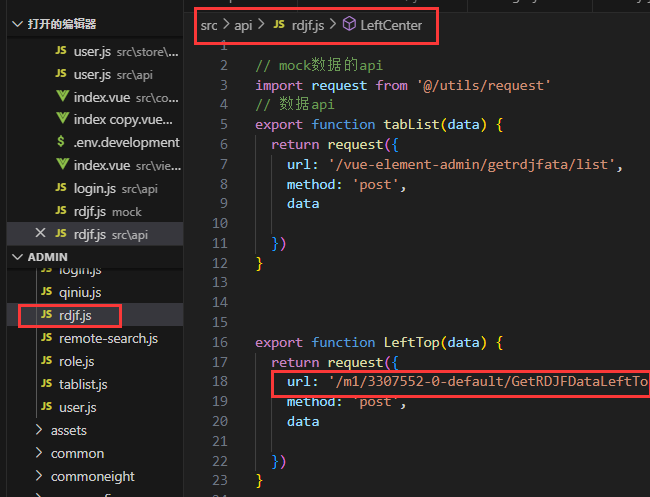 打开的编辑器
JS user.js src\store\...
JS user.js src\api
index.vue src\co...
index copy.vue...
$ .env.development
index.vue src\vie...
JS login.js src\api
JS rdjf.js mock
JS rdjf.js src\api
ADMIN
JS login.js
JS qiniu.js
JS rdjf.js
JS remote-search.js
JS role.js
JS tablist.js
JS user.js
assets
common
commoneight
src > api > JS rdjf.js > LeftCenter
1
2 // mock数据的api
3 import request from '@/utils/request'
4 // 数据api
5 export function tabList(data) {
6 return request({
7 url: '/vue-element-admin/getrdjfata/list',
8 method: 'post',
9 data
10
11 })
12 }
13
14
15
16 export function LeftTop(data) {
17 return request({
18 url: '/m1/3307552-0-default/GetRDJFDataLeftTo
19 method: 'post',
20 data
21
22 })
23 }